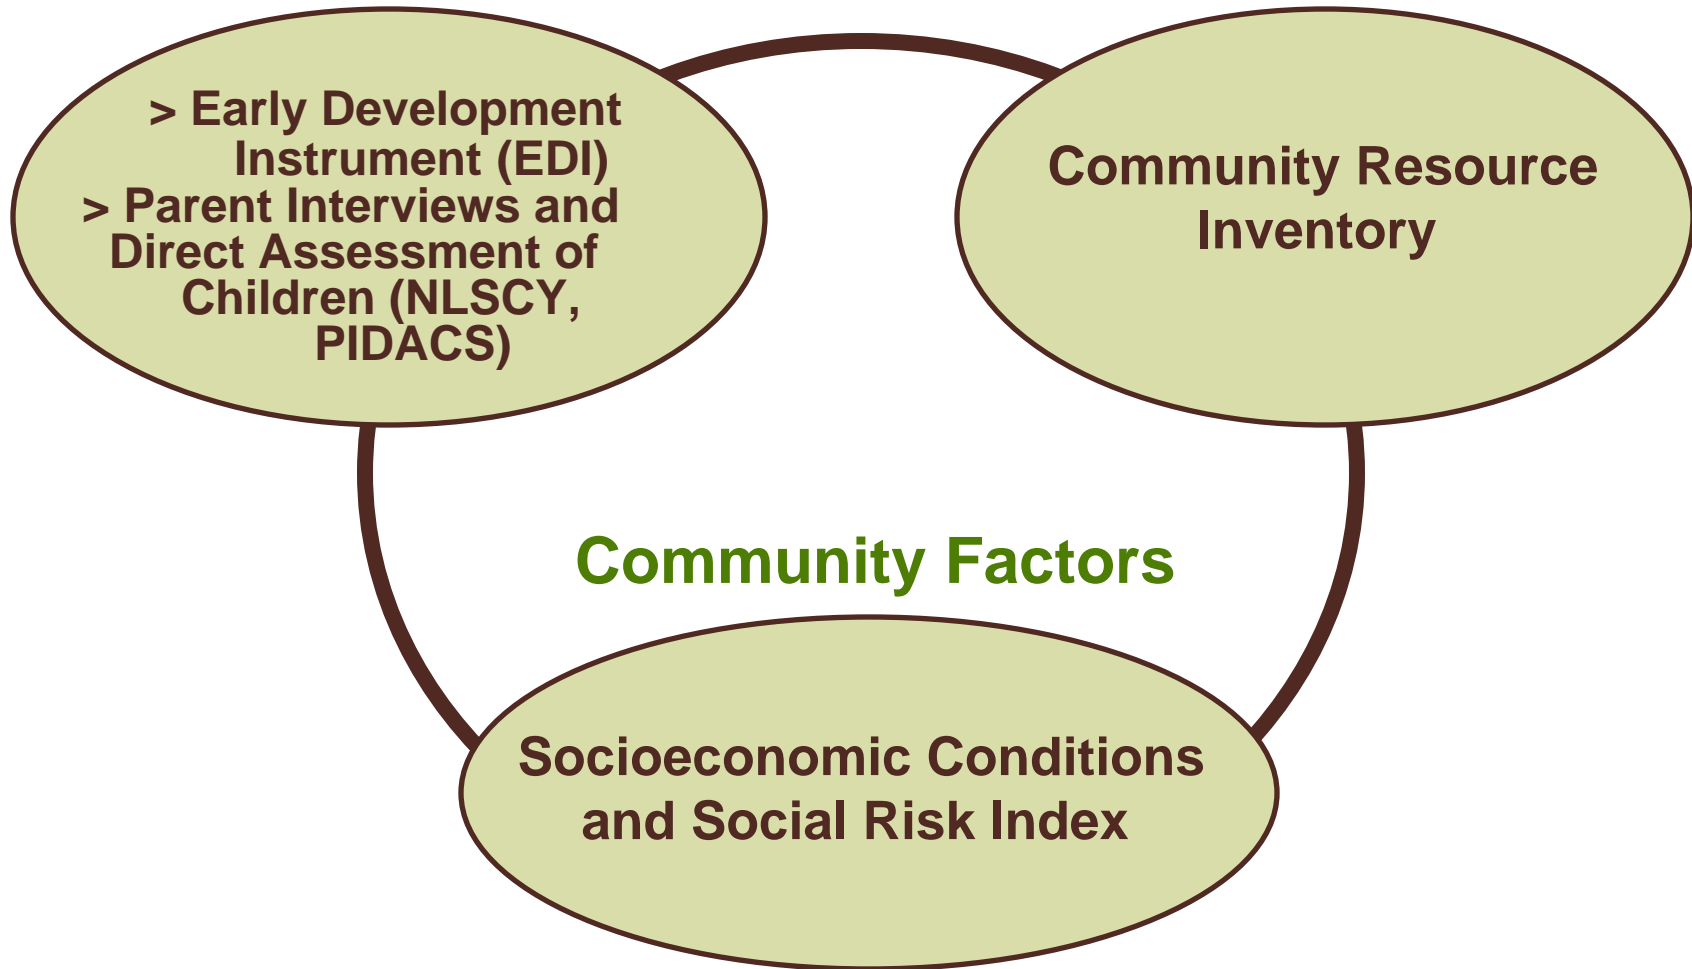 > Early Development
Instrument (EDI)
> Parent Interviews and
Direct Assessment of
Children (NLSCY,
PIDACS)
Community Resource
Inventory
Community Factors
Socioeconomic Conditions
and Social Risk Index